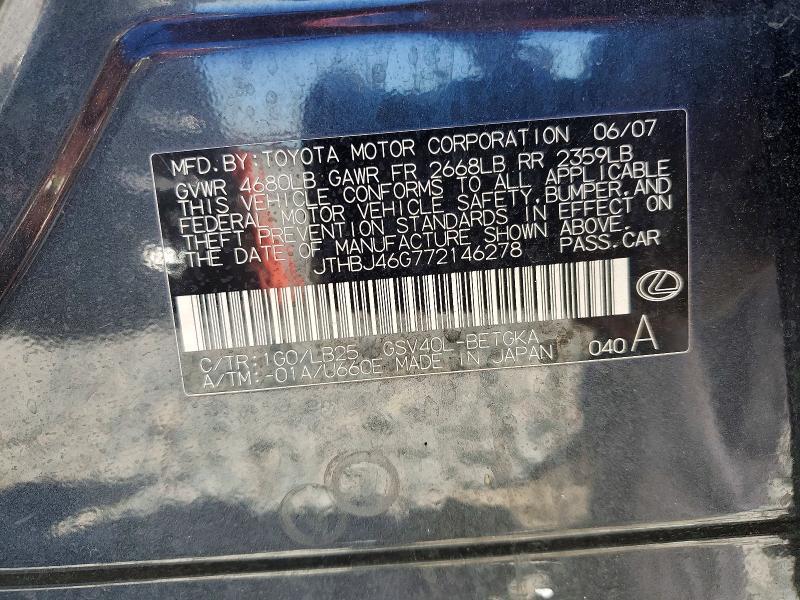 MFD. BY: TOYOTA MOTOR CORPORATION 06/07
GVWR 4680LB GAWR FR 2668LB RR 2359LB
THIS VEHICLE CONFORMS TO ALL APPLICABLE
FEDERAL MOTOR VEHICLE SAFETY, BUMPER, AND
THEFT PREVENTION STANDARDS IN EFFECT ON
THE DATE OF MANUFACTURE SHOWN ABOVE.
JTHBJ46G772146278 PASS. CAR
C/TR: 1G0/LB25 GSV40L-BETGKA
A/TM: -01A/U660E MADE IN JAPAN 040 A